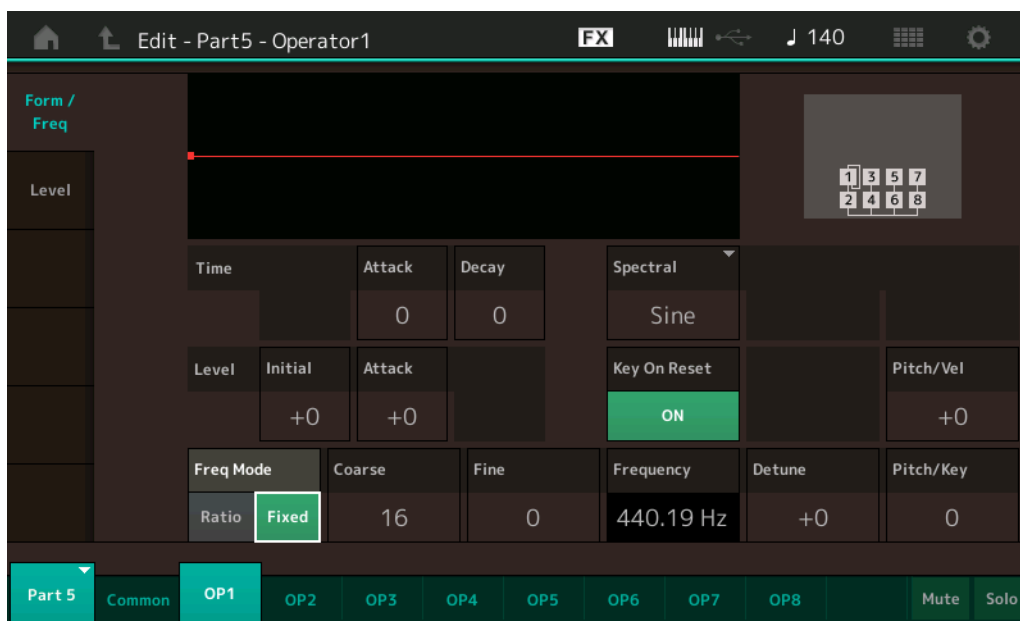 Edit - Part5 - Operator1 FX 140
Form /
Freq
Level
1 3 5 7
2 4 6 8
Time Attack Decay Spectral
0 0 Sine
Level Initial Attack Key On Reset Pitch/Vel
+0 +0 ON +0
Freq Mode Coarse Fine Frequency Detune Pitch/Key
Ratio Fixed 16 0 440.19 Hz +0 0
Part 5 Common OP1 OP2 OP3 OP4 OP5 OP6 OP7 OP8 Mute Solo